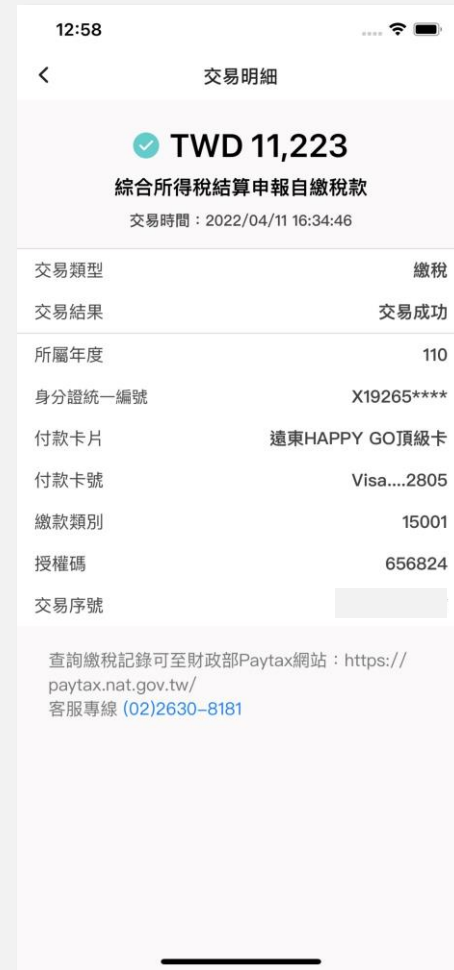 12:58
交易明細
TWD 11,223
綜合所得稅結算申報自繳稅款
交易時間：2022/04/11 16:34:46
交易類型 繳稅
交易結果 交易成功
所屬年度 110
身分證統一編號 X19265****
付款卡片 遠東HAPPY GO頂級卡
付款卡號 Visa....2805
繳款類別 15001
授權碼 656824
交易序號
查詢繳稅記錄可至財政部Paytax網站：https://
paytax.nat.gov.tw/
客服專線 (02)2630–8181